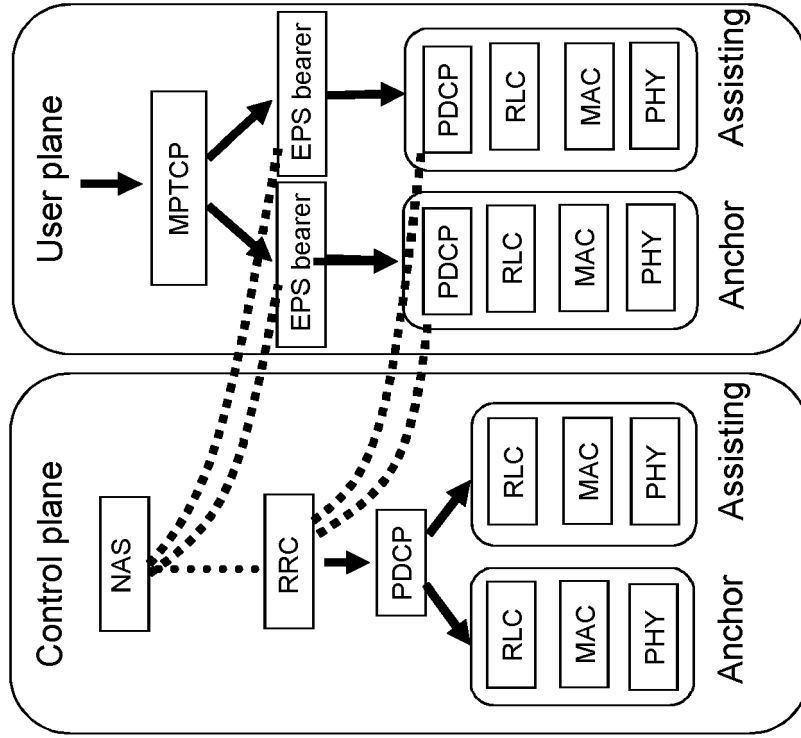 Control plane
NAS
RRC
PDCP
RLC
MAC
PHY
Anchor
RLC
MAC
PHY
Assisting
User plane
MPTCP
EPS bearer
EPS bearer
PDCP
RLC
MAC
PHY
Anchor
PDCP
RLC
MAC
PHY
Assisting